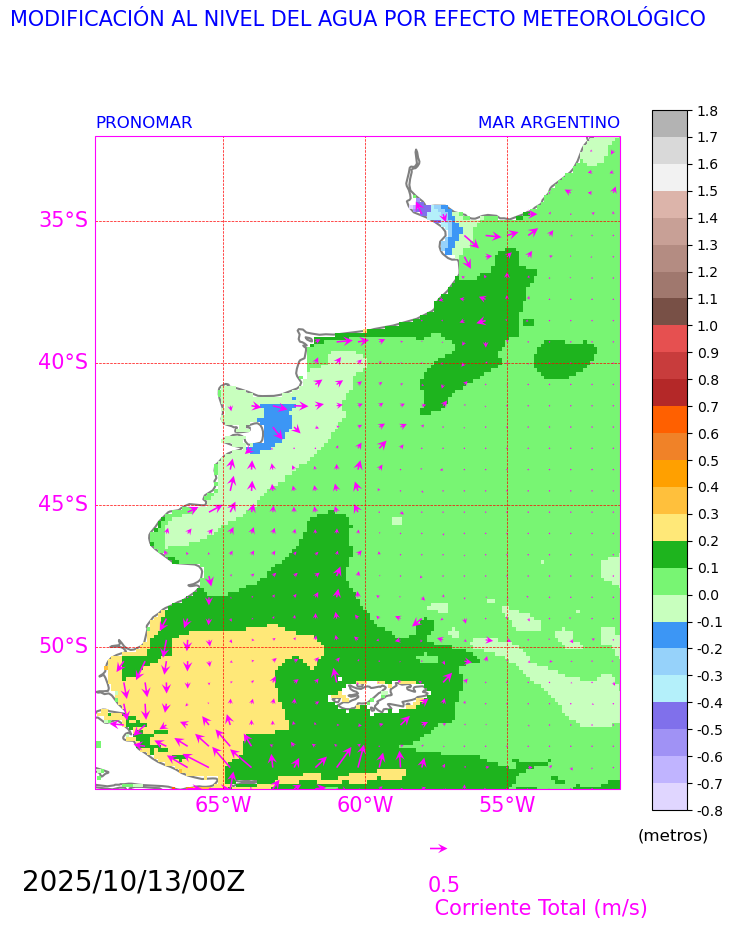 MODIFICACIÓN AL NIVEL DEL AGUA POR EFECTO METEOROLÓGICO
PRONOMAR MAR ARGENTINO
35°S
40°S
45°S
50°S
65°W 60°W 55°W
1.8
1.7
1.6
1.5
1.4
1.3
1.2
1.1
1.0
0.9
0.8
0.7
0.6
0.5
0.4
0.3
0.2
0.1
0.0
-0.1
-0.2
-0.3
-0.4
-0.5
-0.6
-0.7
-0.8
(metros)
2025/10/13/00Z
0.5
Corriente Total (m/s)